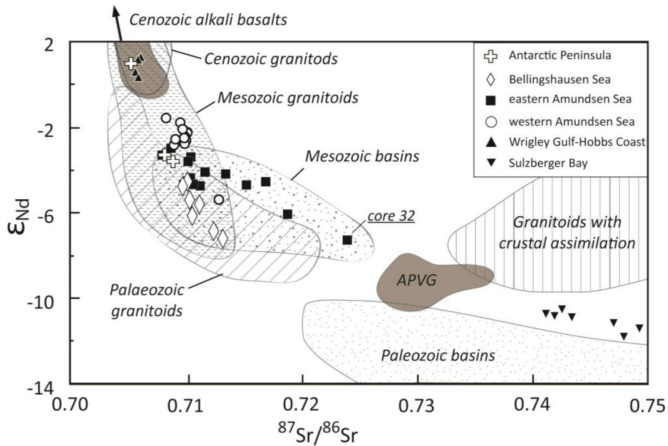 Cenozoic alkali basalts
2
-2
-6
-10
-14
εNd
Cenozoic granitods
Mesozoic granitoids
Mesozoic basins
core 32
Granitoids with
crustal assimilation
Palaeozoic
granitoids
APVG
Paleozoic basins
Antarctic Peninsula
Bellingshausen Sea
eastern Amundsen Sea
western Amundsen Sea
Wrigley Gulf-Hobbs Coast
Sulzberger Bay
0.70
0.71
0.72
0.73
0.74
0.75
87Sr/86Sr